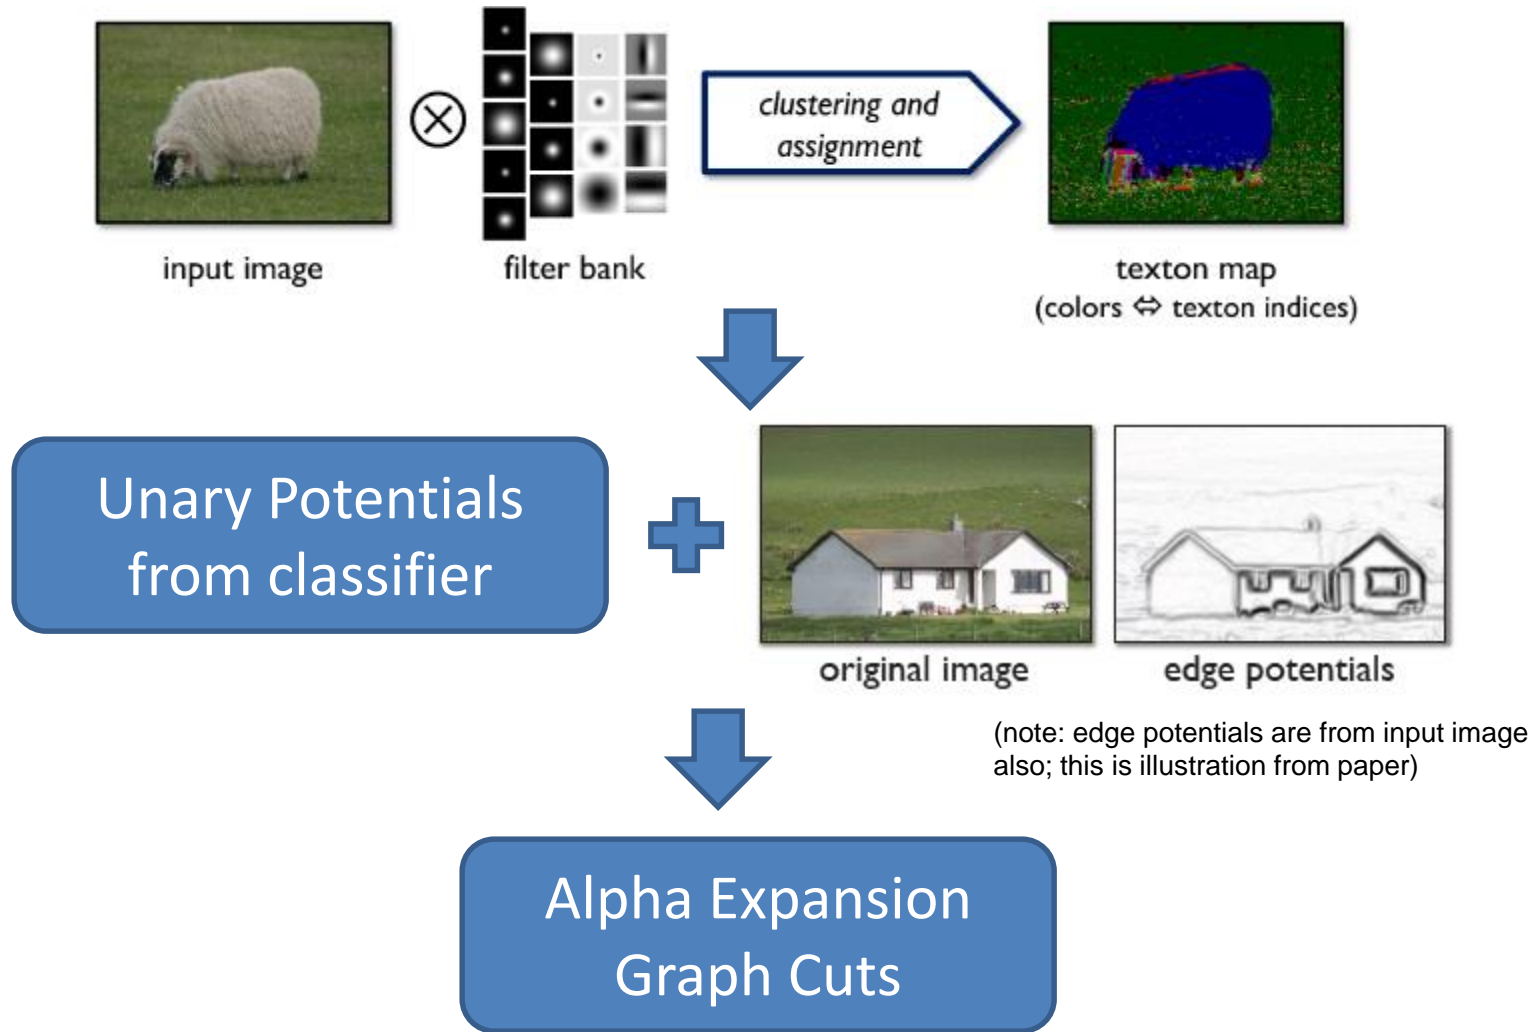 clustering and
assignment
input image
filter bank
texton map
(colors ⇔ texton indices)
Unary Potentials
from classifier
original image
edge potentials
(note: edge potentials are from input image
also; this is illustration from paper)
Alpha Expansion
Graph Cuts